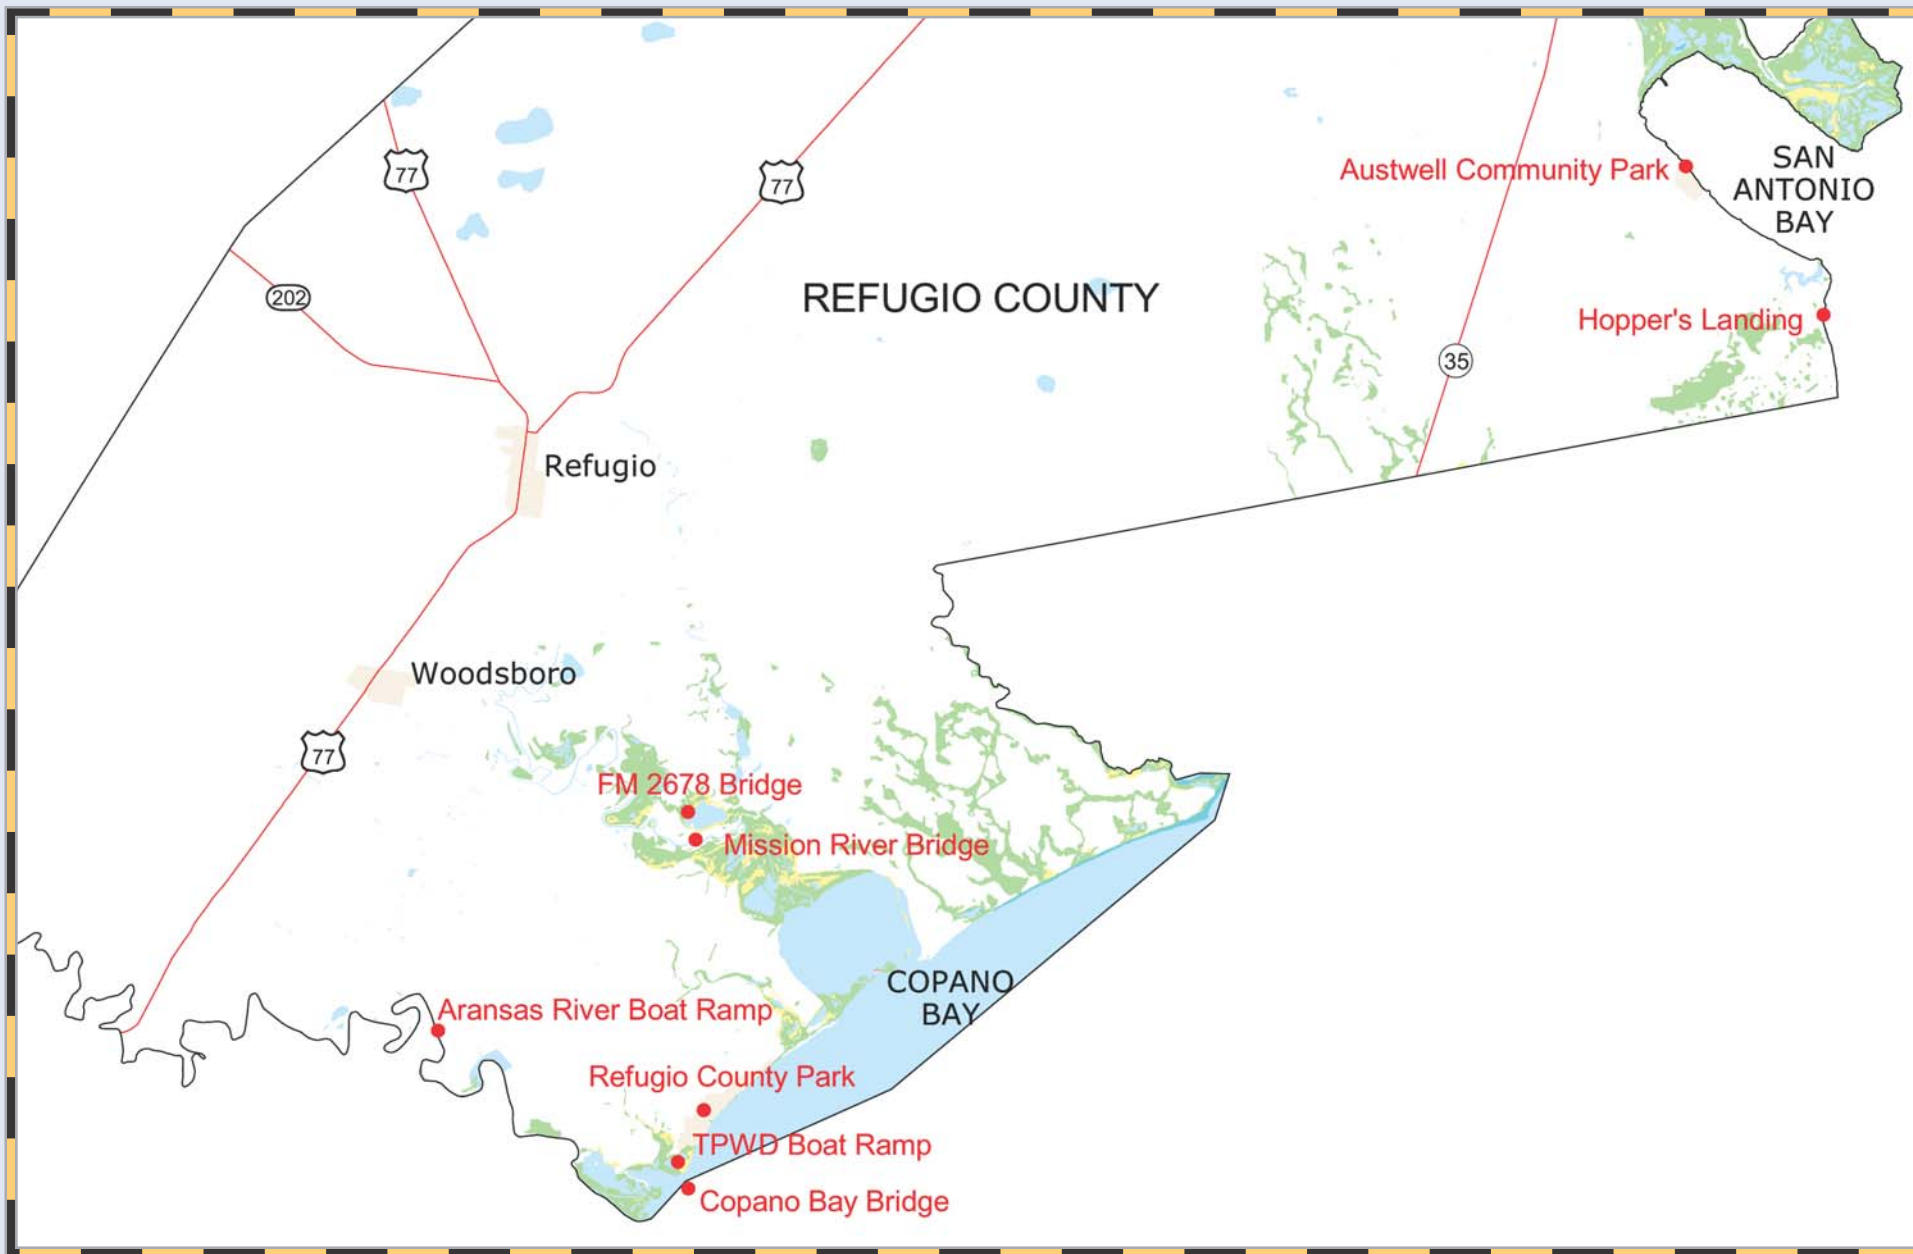 77
77
Austwell Community Park
SAN
ANTONIO
BAY
202
REFUGIO COUNTY
Hopper's Landing
35
Refugio
Woodsboro
77
FM 2678 Bridge
Mission River Bridge
COPANO
BAY
Aransas River Boat Ramp
Refugio County Park
TPWD Boat Ramp
Copano Bay Bridge